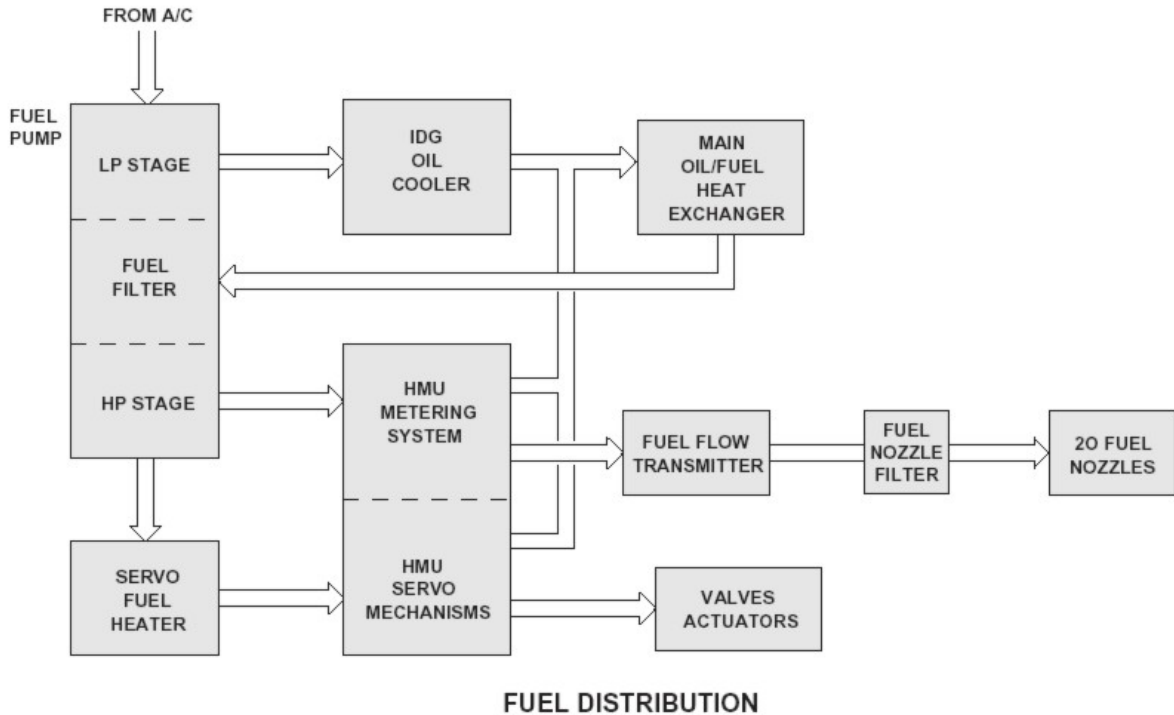 FROM A/C
FUEL
PUMP
LP STAGE
FUEL
FILTER
HP STAGE
IDG
OIL
COOLER
MAIN
OIL/FUEL
HEAT
EXCHANGER
HMU
METERING
SYSTEM
FUEL FLOW
TRANSMITTER
FUEL
NOZZLE
FILTER
2O FUEL
NOZZLES
SERVO
FUEL
HEATER
HMU
SERVO
MECHANISMS
VALVES
ACTUATORS
FUEL DISTRIBUTION